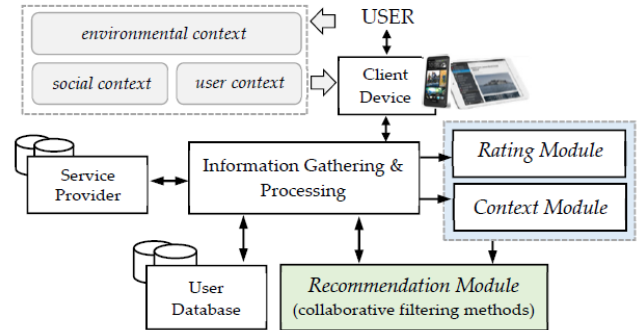 USER
environmental context
social context
user context
Client
Device
Information Gathering &
Processing
Rating Module
Context Module
Service
Provider
User
Database
Recommendation Module
(collaborative filtering methods)